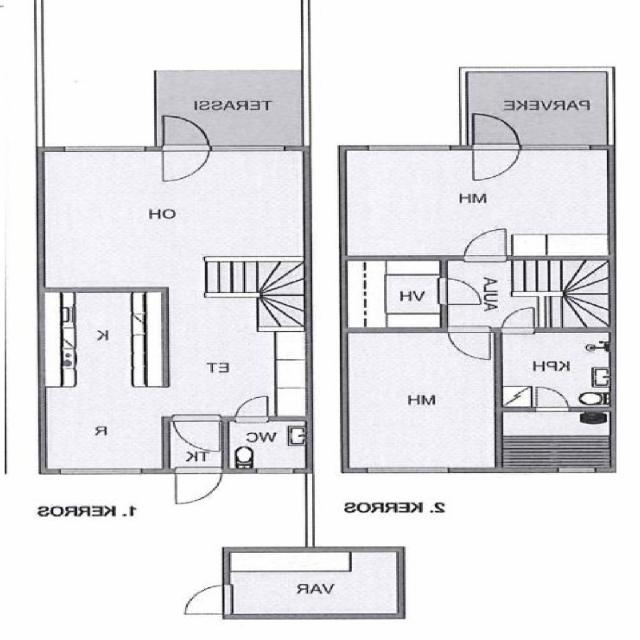 TERASSI
OH
K
ET
R
TK
WC
1. KERROS
PARVEKE
MH
VH
AULA
KPH
MH
2. KERROS
VAR